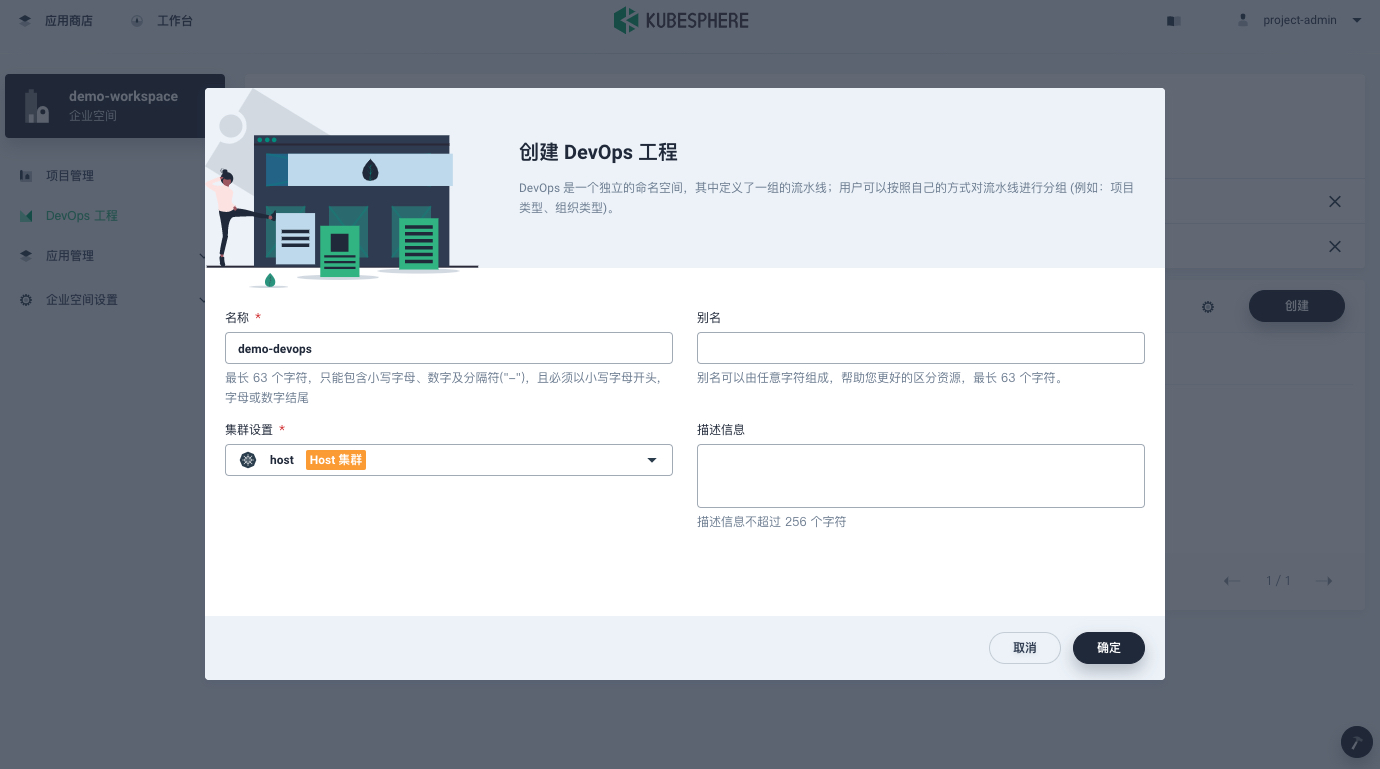 应用商店
工作台
KUBESPHERE
project-admin
demo-workspace
企业空间
项目管理
DevOps 工程
应用管理
企业空间设置
创建 DevOps 工程
DevOps 是一个独立的命名空间，其中定义了一组的流水线；用户可以按照自己的方式对流水线进行分组 (例如：项目
类型、组织类型)。
名称 *
demo-devops
最长 63 个字符，只能包含小写字母、数字及分隔符("-")，且必须以小写字母开头，
字母或数字结尾
别名
别名可以由任意字符组成，帮助您更好的区分资源，最长 63 个字符。
集群设置 *
host Host 集群
描述信息
描述信息不超过 256 个字符
创建
1 / 1
取消
确定